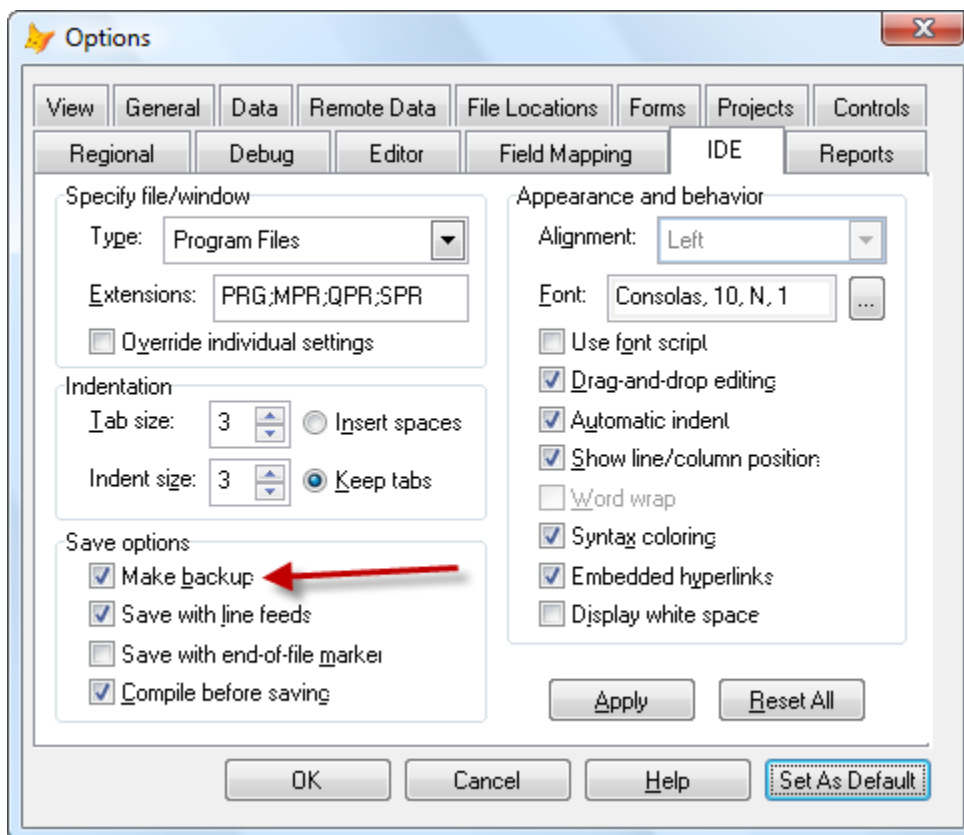 Options
View General Data Remote Data File Locations Forms Projects Controls
Regional Debug Editor Field Mapping IDE Reports
Specify file/window
Type: Program Files
Extensions: PRG;MPR;QPR;SPR
Override individual settings
Indentation
Tab size: 3 Insert spaces
Indent size: 3 Keep tabs
Save options
Make backup
Save with line feeds
Save with end-of-file marker
Compile before saving
Appearance and behavior
Alignment: Left
Font: Consolas, 10, N, 1 ...
Use font script
Drag-and-drop editing
Automatic indent
Show line/column position
Word wrap
Syntax coloring
Embedded hyperlinks
Display white space
Apply Reset All
OK Cancel Help Set As Default